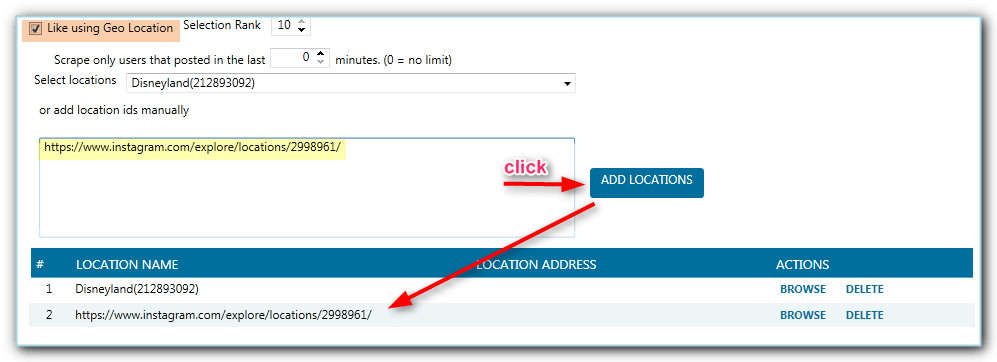 Like using Geo Location Selection Rank 10
Scrape only users that posted in the last 0 minutes. (0 = no limit)
Select locations Disneyland(212893092)
or add location ids manually
https://www.instagram.com/explore/locations/2998961/
click
ADD LOCATIONS
# LOCATION NAME LOCATION ADDRESS ACTIONS
1 Disneyland(212893092) BROWSE DELETE
2 https://www.instagram.com/explore/locations/2998961/ BROWSE DELETE